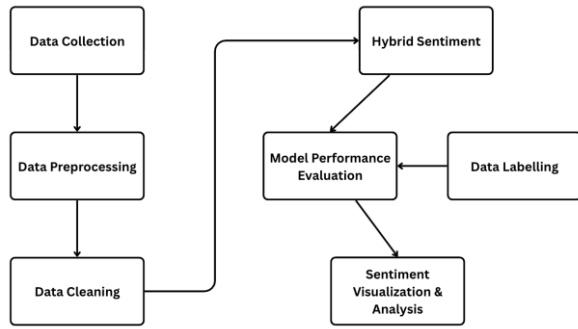 Data Collection
Data Preprocessing
Data Cleaning
Hybrid Sentiment
Model Performance
Evaluation
Data Labelling
Sentiment
Visualization &
Analysis